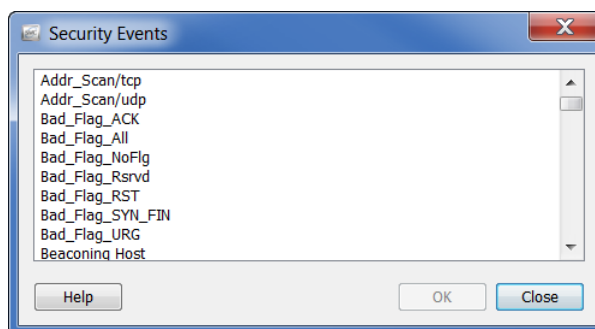 Security Events
Addr_Scan/tcp
Addr_Scan/udp
Bad_Flag_ACK
Bad_Flag_All
Bad_Flag_NoFlg
Bad_Flag_Rsrvd
Bad_Flag_RST
Bad_Flag_SYN_FIN
Bad_Flag_URG
Beaconing Host
Help OK Close